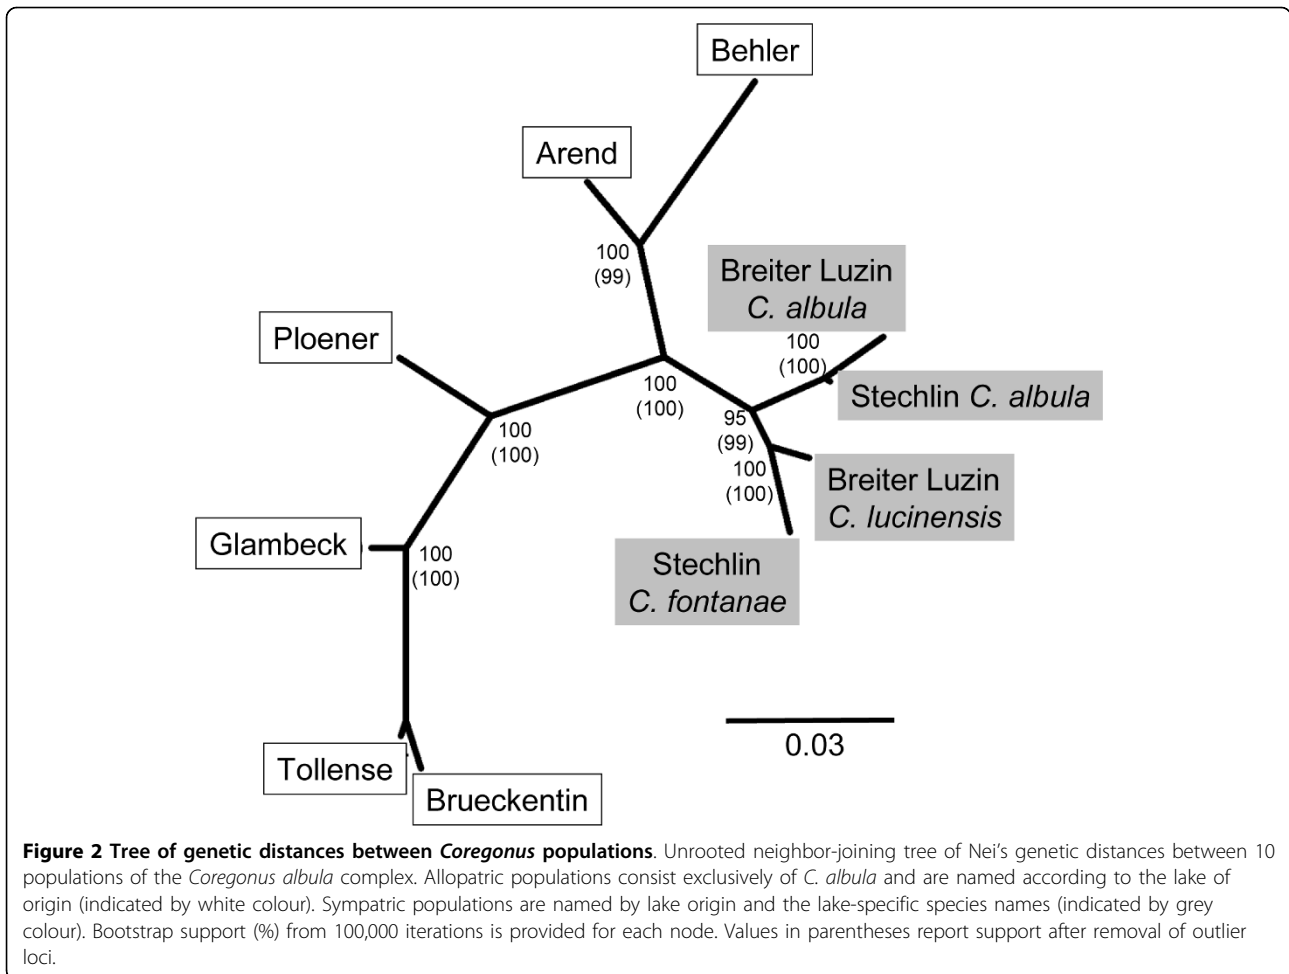 Behler
Arend
100
(99)
Breiter Luzin
C. albula
100
(100)
Ploener
Stechlin C. albula
100
(100)
95
(99)
100
(100)
100
(100)
Breiter Luzin
C. lucinensis
Glambeck
100
(100)
Stechlin
C. fontanae
0.03
Tollense
Brueckentin
Figure 2 Tree of genetic distances between Coregonus populations. Unrooted neighbor-joining tree of Nei's genetic distances between 10
populations of the Coregonus albula complex. Allopatric populations consist exclusively of C. albula and are named according to the lake of
origin (indicated by white colour). Sympatric populations are named by lake origin and the lake-specific species names (indicated by grey
colour). Bootstrap support (%) from 100,000 iterations is provided for each node. Values in parentheses report support after removal of outlier
loci.